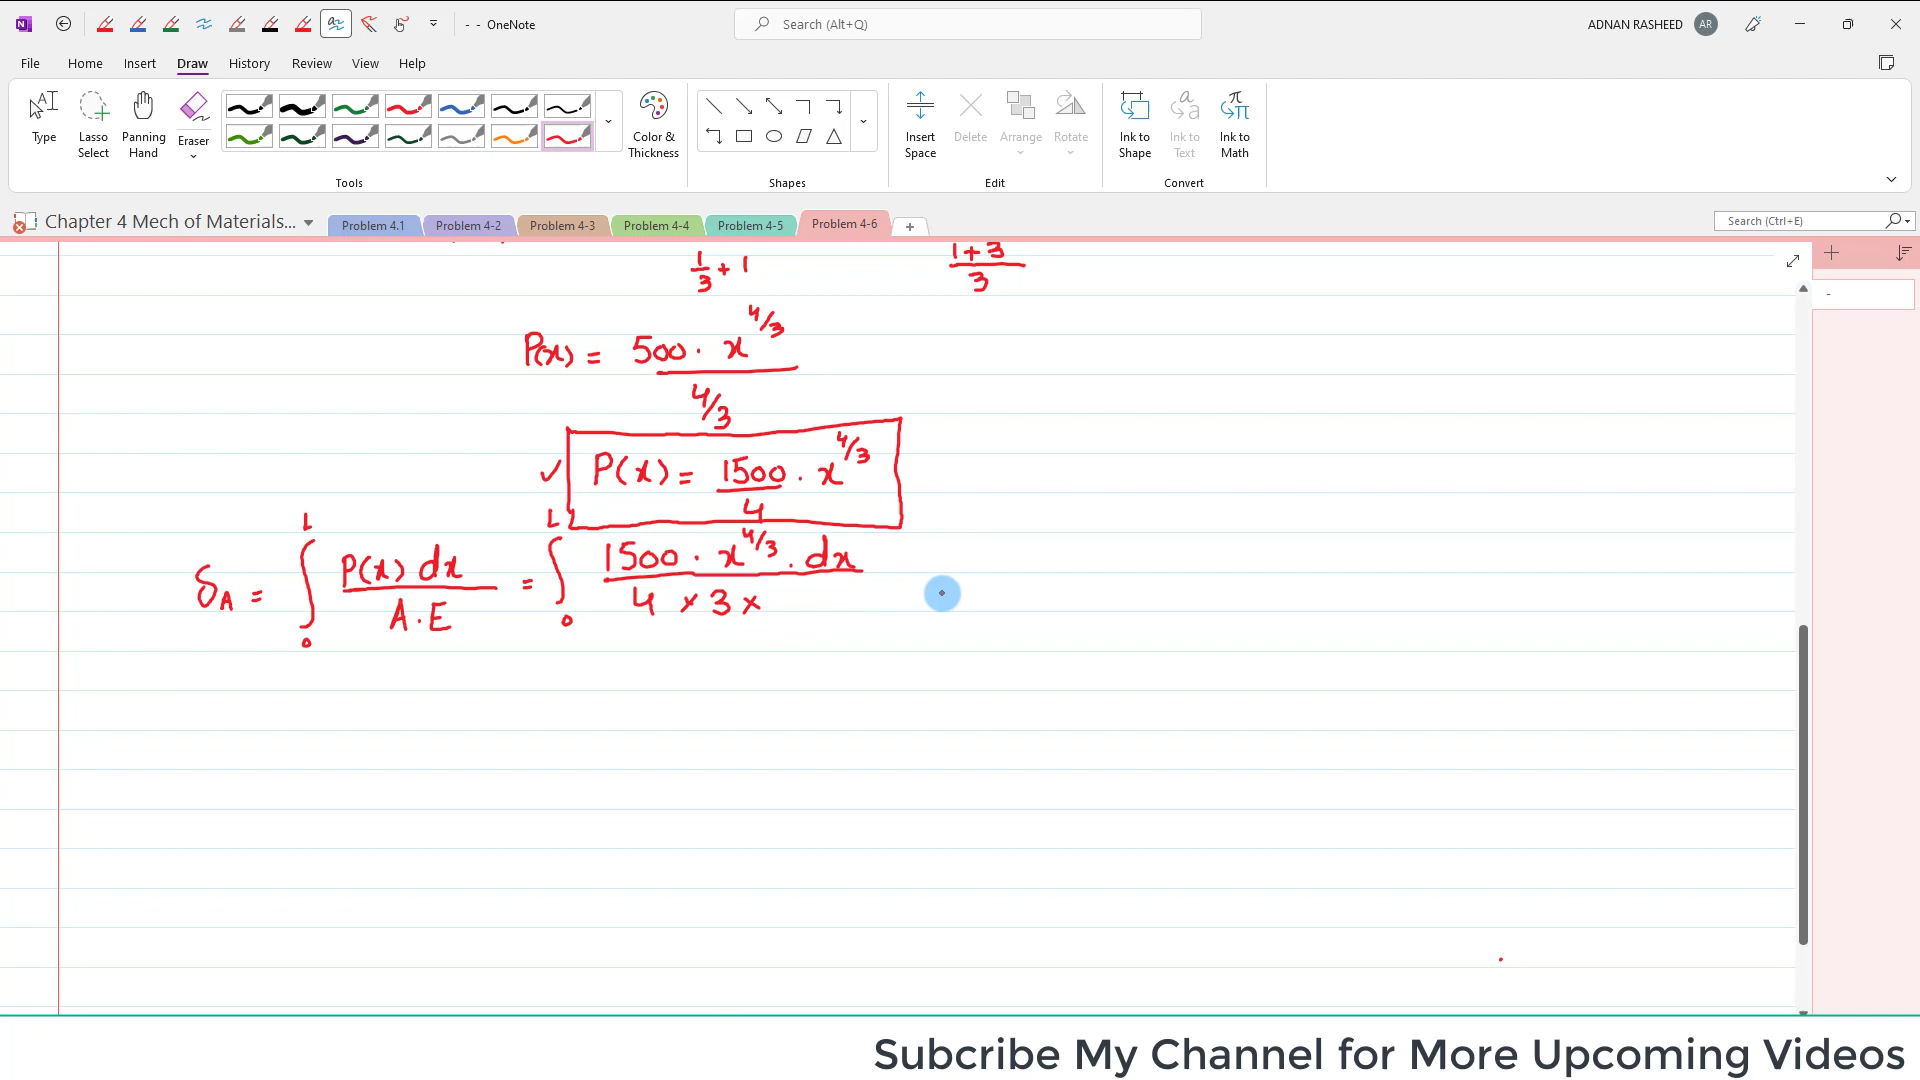 - - OneNote
Search (Alt+Q)
ADNAN RASHEED AR
File Home Insert Draw History Review View Help
Type
Lasso Select
Panning Hand
Eraser
Color & Thickness
Insert Space
Delete
Arrange
Rotate
Ink to Shape
Ink to Text
Ink to Math
Tools Shapes Edit Convert
Chapter 4 Mech of Materials... Problem 4.1 Problem 4-2 Problem 4-3 Problem 4-4 Problem 4-5 Problem 4-6 +
Search (Ctrl+E)
1/3 + 1 (1+3)/3
P(x) = 500 · x^4/3
4/3
✓ P(x) = 1500/4 · x^4/3
δA = ∫₀ᴸ P(x) dx / A·E = ∫₀ᴸ 1500 · x^4/3 . dx
4 × 3 ×
Subcribe My Channel for More Upcoming Videos